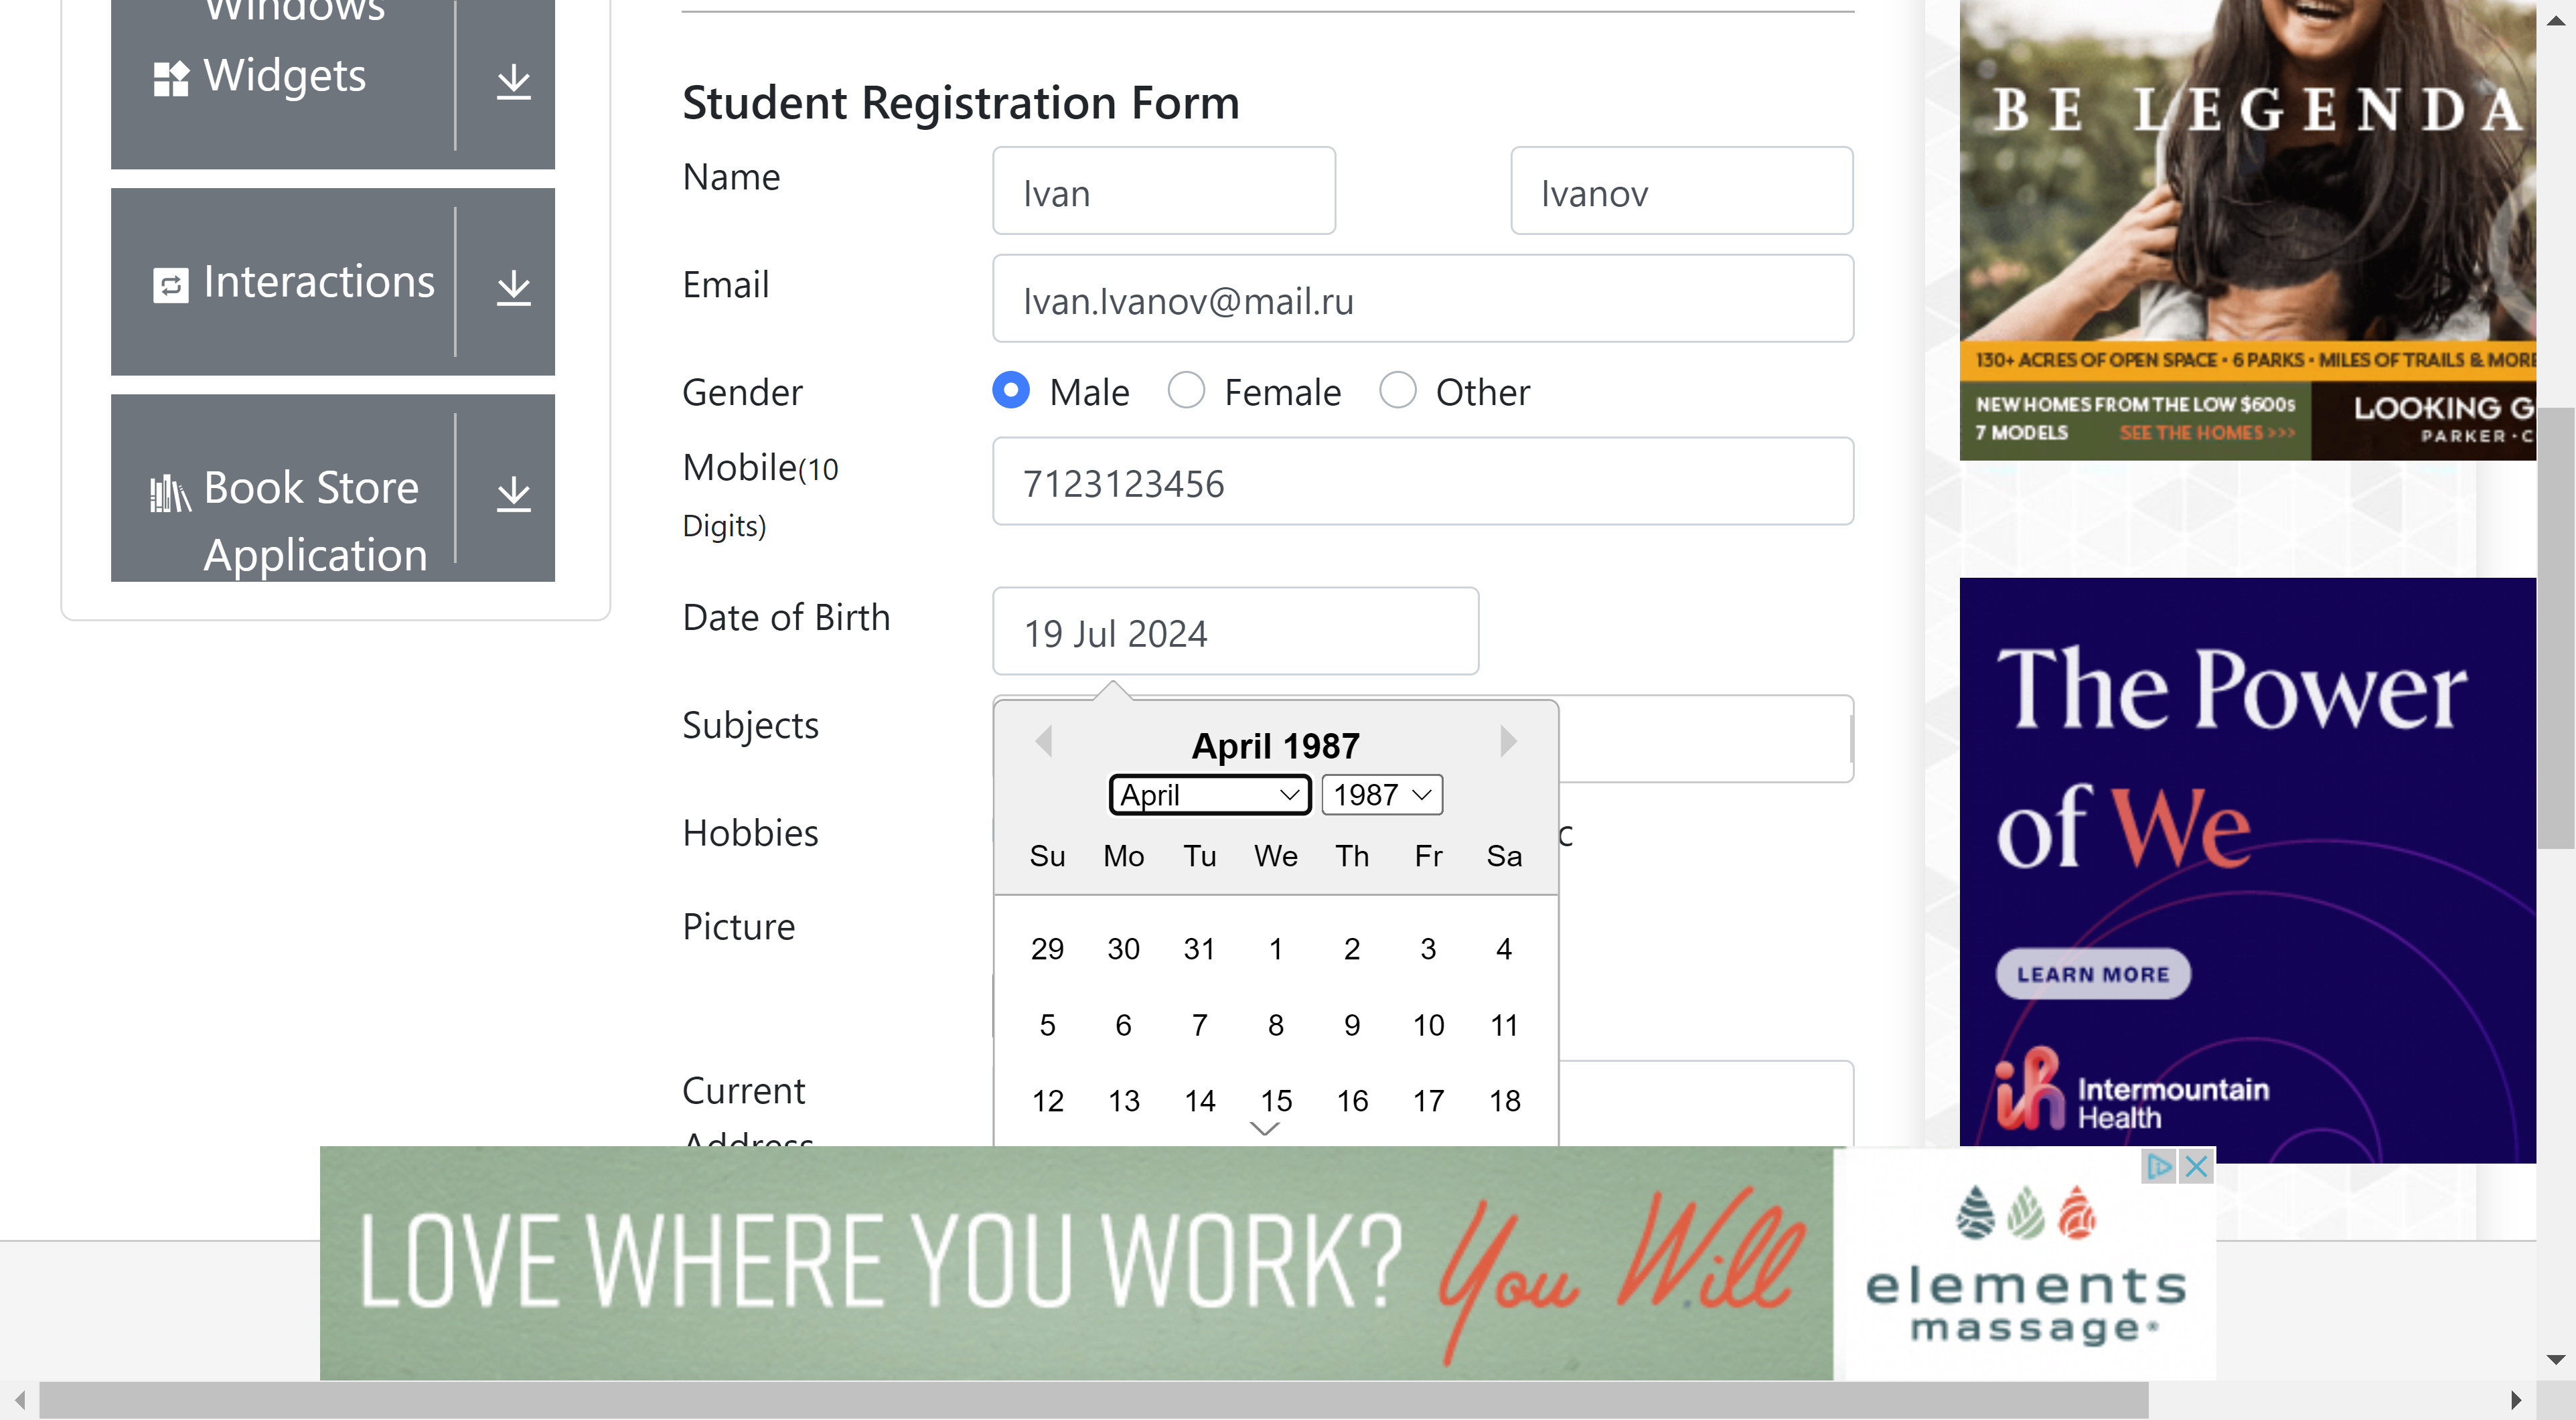 Windows
Widgets
Interactions
Book Store
Application
Student Registration Form
Name
Ivan
Ivanov
Email
Ivan.Ivanov@mail.ru
Gender
Male
Female
Other
Mobile(10
Digits)
7123123456
Date of Birth
19 Jul 2024
Subjects
April 1987
April
1987
Hobbies
c
Su Mo Tu We Th Fr Sa
Picture
29 30 31 1 2 3 4
5 6 7 8 9 10 11
12 13 14 15 16 17 18
Current
Address
BE LEGENDA
130+ ACRES OF OPEN SPACE • 6 PARKS • MILES OF TRAILS & MORE
NEW HOMES FROM THE LOW $600s
7 MODELS SEE THE HOMES >>>
LOOKING G
PARKER • C
The Power
of We
LEARN MORE
Intermountain
Health
LOVE WHERE YOU WORK? You Will
elements
massage